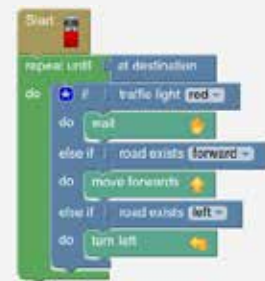 Start
repeat until at destination
do if traffic light red
do wait
else if road exists forward
do move forwards
else if road exists left
do turn left